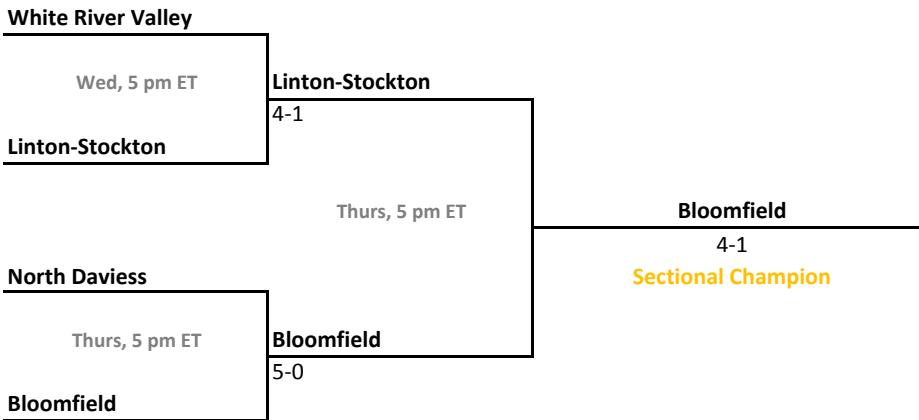 White River Valley
Wed, 5 pm ET
Linton-Stockton
4-1
Linton-Stockton
Thurs, 5 pm ET
Bloomfield
4-1
Sectional Champion
North Daviess
Thurs, 5 pm ET
Bloomfield
5-0
Bloomfield